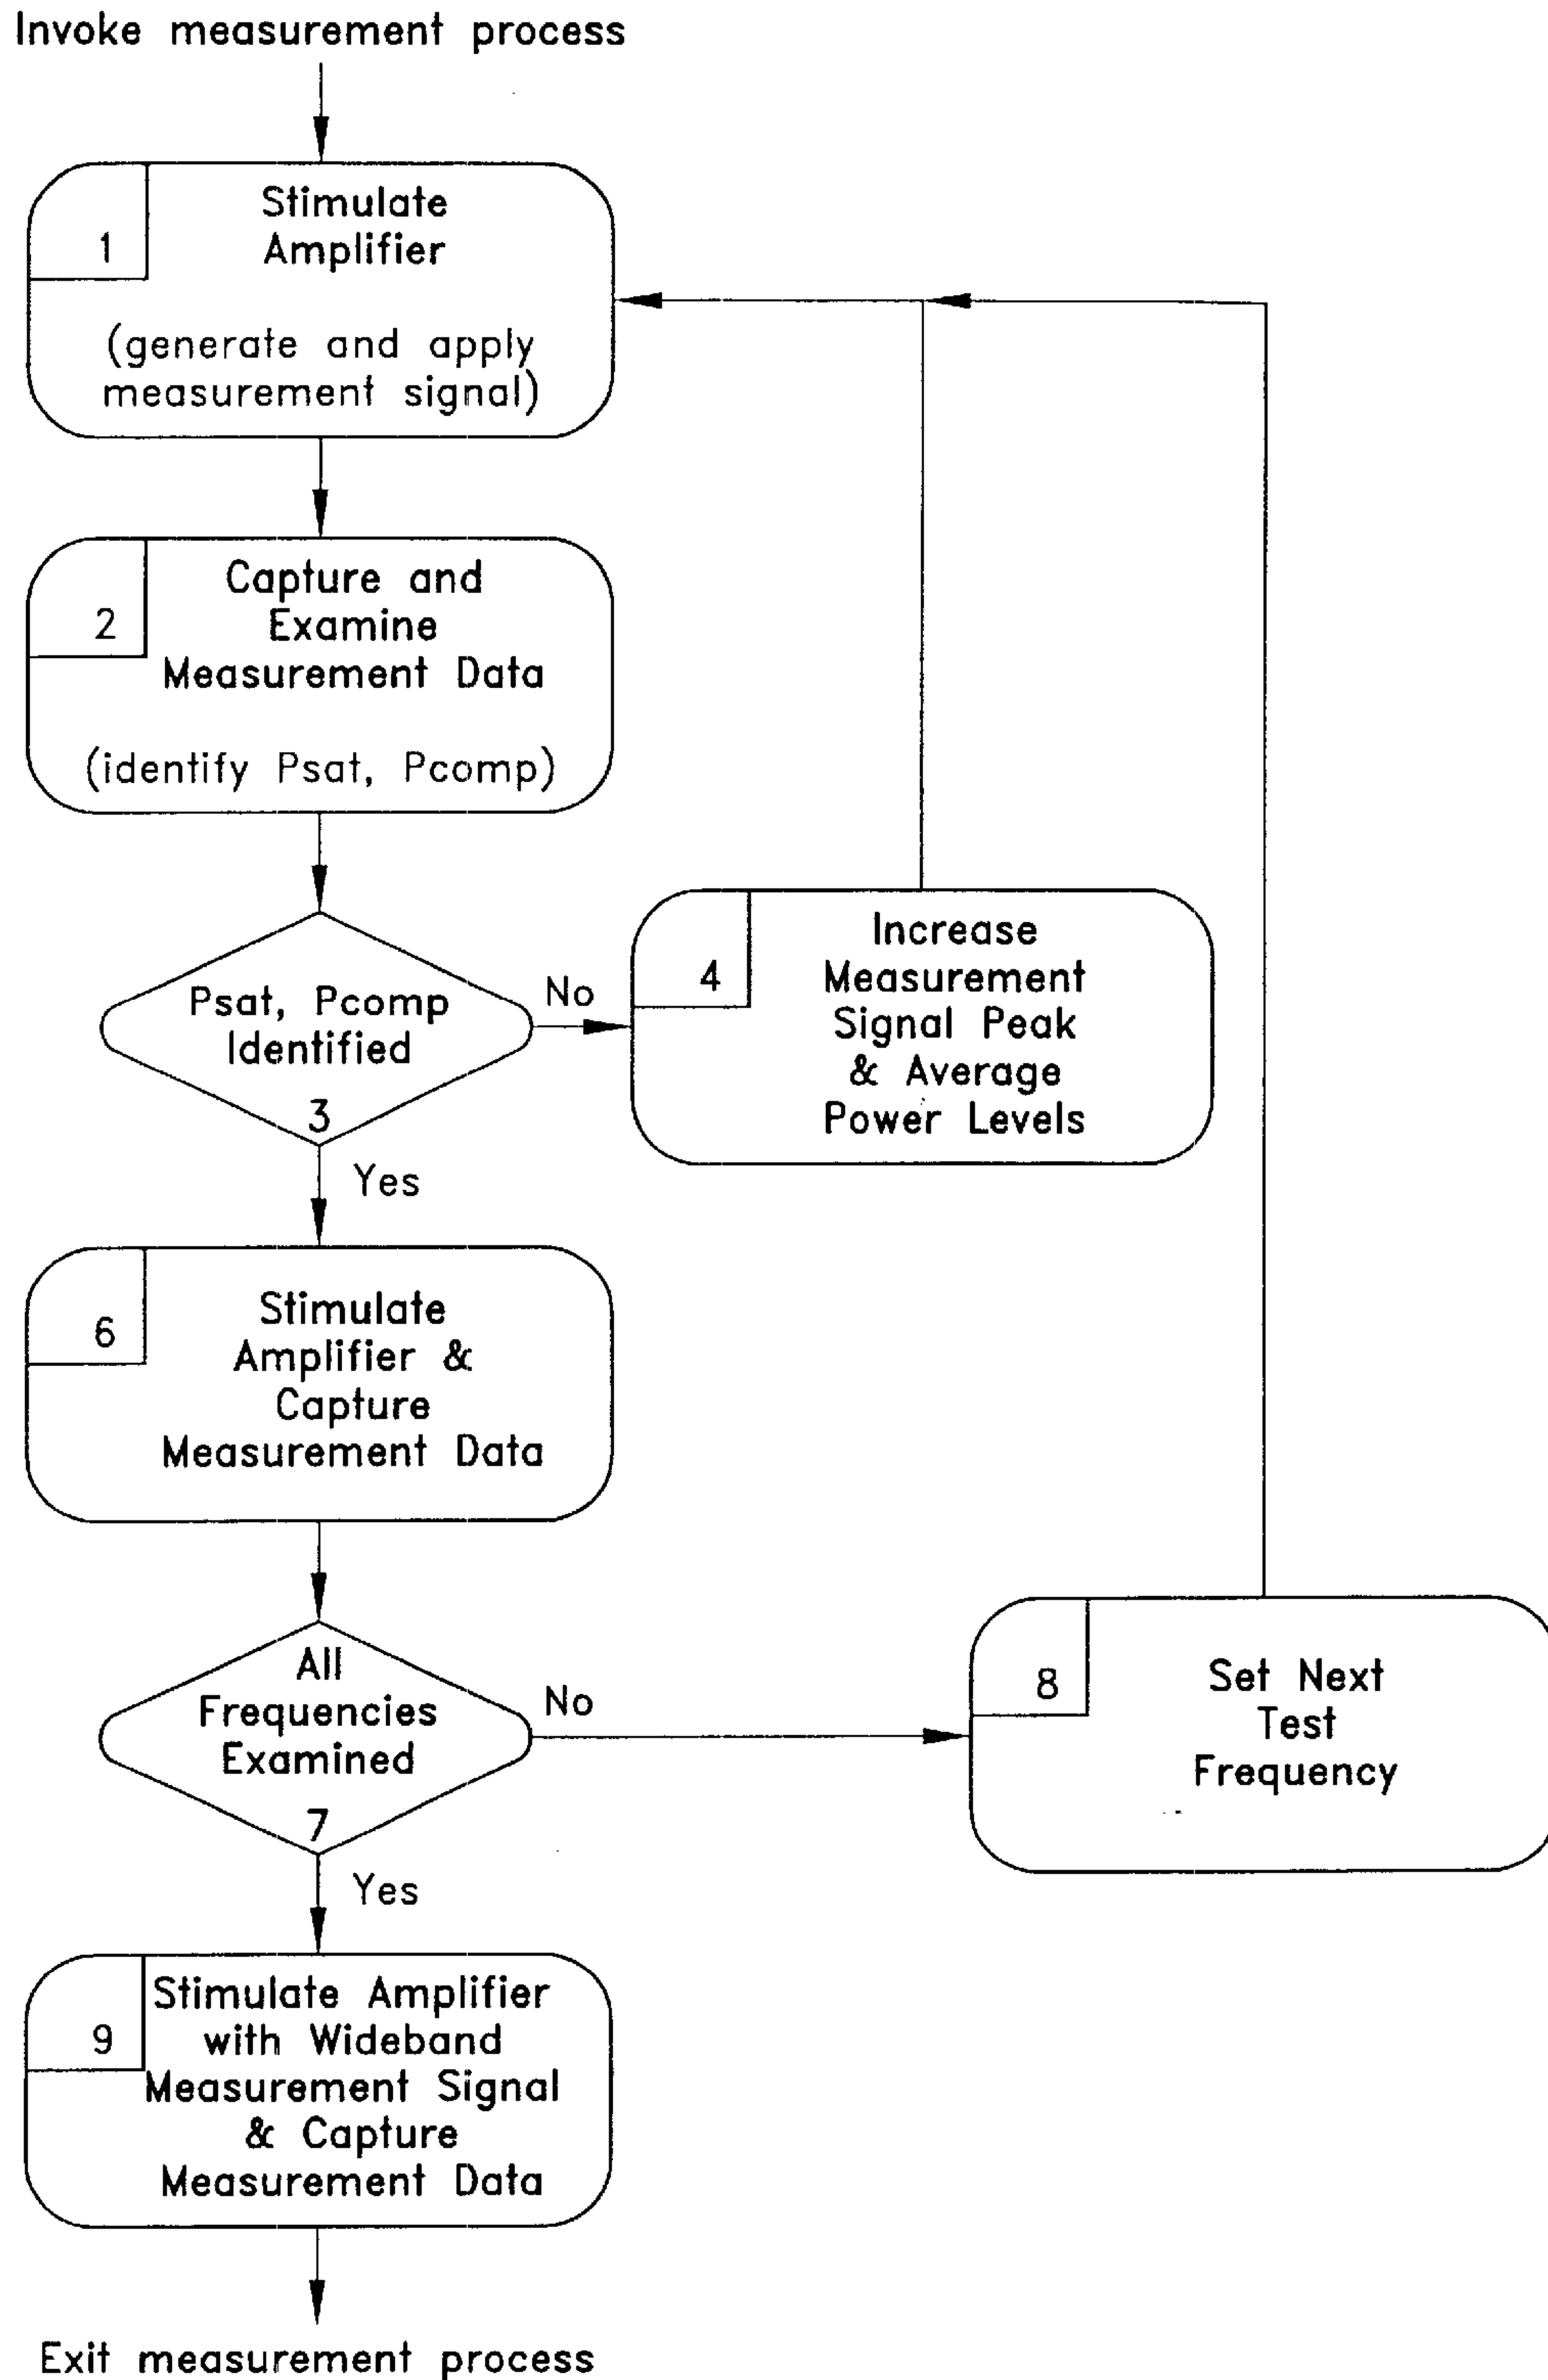 Invoke measurement process
1
Stimulate
Amplifier
(generate and apply
measurement signal)
2
Capture and
Examine
Measurement Data
(identify Psat, Pcomp)
Psat, Pcomp
Identified
3
No
Yes
4
Increase
Measurement
Signal Peak
& Average
Power Levels
6
Stimulate
Amplifier &
Capture
Measurement Data
All
Frequencies
Examined
7
No
Yes
8
Set Next
Test
Frequency
9
Stimulate Amplifier
with Wideband
Measurement Signal
& Capture
Measurement Data
Exit measurement process